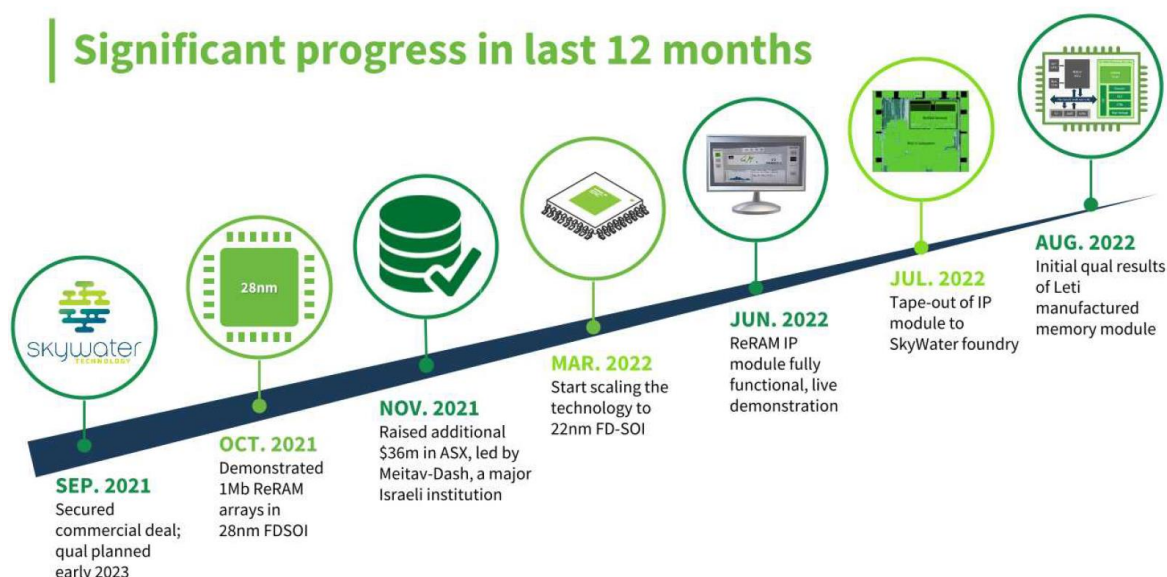 Significant progress in last 12 months
skywater
TECHNOLOGY
SEP. 2021
Secured
commercial deal;
qual planned
early 2023
28nm
OCT. 2021
Demonstrated
1Mb ReRAM
arrays in
28nm FDSOI
NOV. 2021
Raised additional
$36m in ASX, led by
Meitav-Dash, a major
Israeli institution
MAR. 2022
Start scaling the
technology to
22nm FD-SOI
JUN. 2022
ReRAM IP
module fully
functional, live
demonstration
JUL. 2022
Tape-out of IP
module to
SkyWater foundry
AUG. 2022
Initial qual results
of Leti
manufactured
memory module